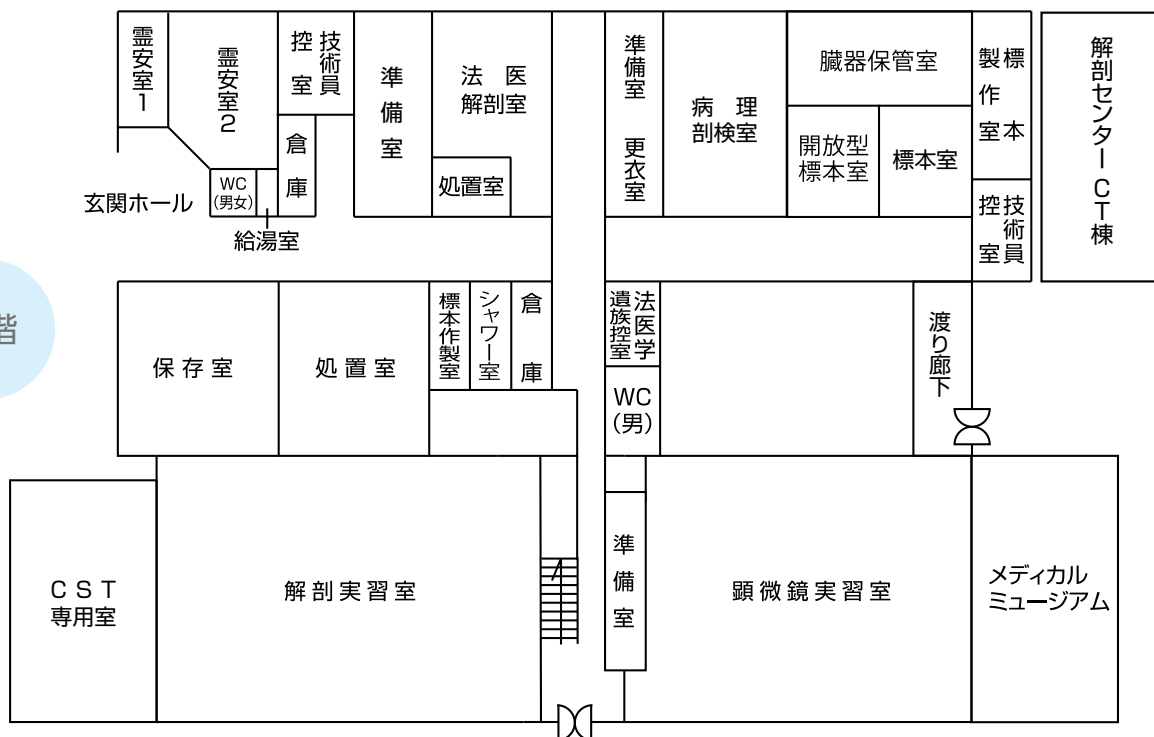 霊安室1
霊安室2
技術員
控室
準備室
法医
解剖室
準備室
更衣室
病理
剖検室
臓器保管室
標本
製作室
解剖センターCT棟
倉庫
処置室
開放型
標本室
標本室
WC
(男女)
玄関ホール
給湯室
技術員
控室
階
保存室
処置室
標本作製室
シャワー室
倉庫
法医学
遺族控室
WC
(男)
渡り廊下
CST
専用室
解剖実習室
準備室
顕微鏡実習室
メディカル
ミュージアム